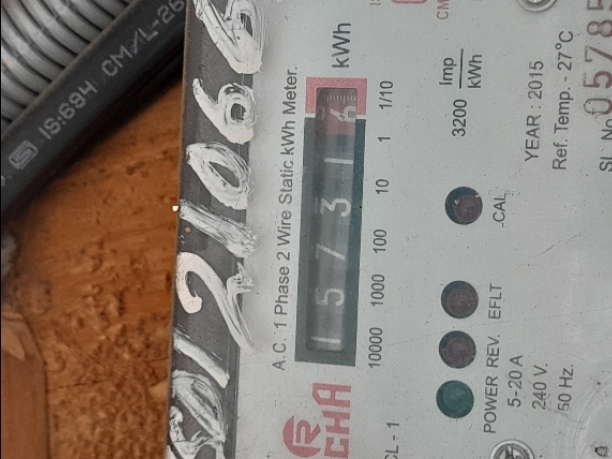 IS:694 CM/L-26
A.C. 1 Phase 2 Wire Static kWh Meter.
R
CHA
1 5 7 3 1 6 kWh
10000 1000 100 10 1 1/10
CL - 1
POWER REV. EFLT CAL
3200 Imp
kWh
5-20 A
240 V.
50 Hz.
YEAR : 2015
Ref. Temp. - 27°C
Sl. No. 05785